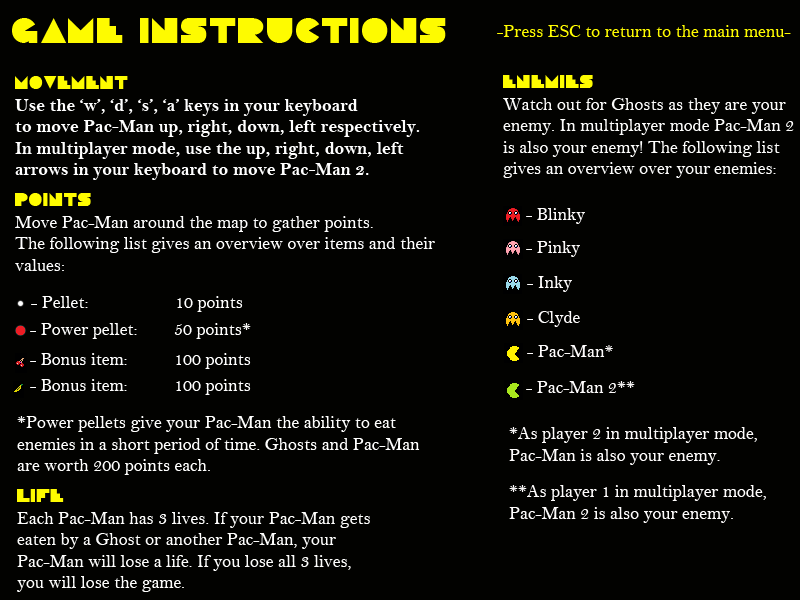 GAME INSTRUCTIONS
-Press ESC to return to the main menu-
MOVEMENT
Use the ‘w’, ‘d’, ‘s’, ‘a’ keys in your keyboard
to move Pac-Man up, right, down, left respectively.
In multiplayer mode, use the up, right, down, left
arrows in your keyboard to move Pac-Man 2.
POINTS
Move Pac-Man around the map to gather points.
The following list gives an overview over items and their
values:
- Pellet: 10 points
- Power pellet: 50 points*
- Bonus item: 100 points
- Bonus item: 100 points
*Power pellets give your Pac-Man the ability to eat
enemies in a short period of time. Ghosts and Pac-Man
are worth 200 points each.
LIFE
Each Pac-Man has 3 lives. If your Pac-Man gets
eaten by a Ghost or another Pac-Man, your
Pac-Man will lose a life. If you lose all 3 lives,
you will lose the game.
ENEMIES
Watch out for Ghosts as they are your
enemy. In multiplayer mode Pac-Man 2
is also your enemy! The following list
gives an overview over your enemies:
- Blinky
- Pinky
- Inky
- Clyde
- Pac-Man*
- Pac-Man 2**
*As player 2 in multiplayer mode,
Pac-Man is also your enemy.
**As player 1 in multiplayer mode,
Pac-Man 2 is also your enemy.